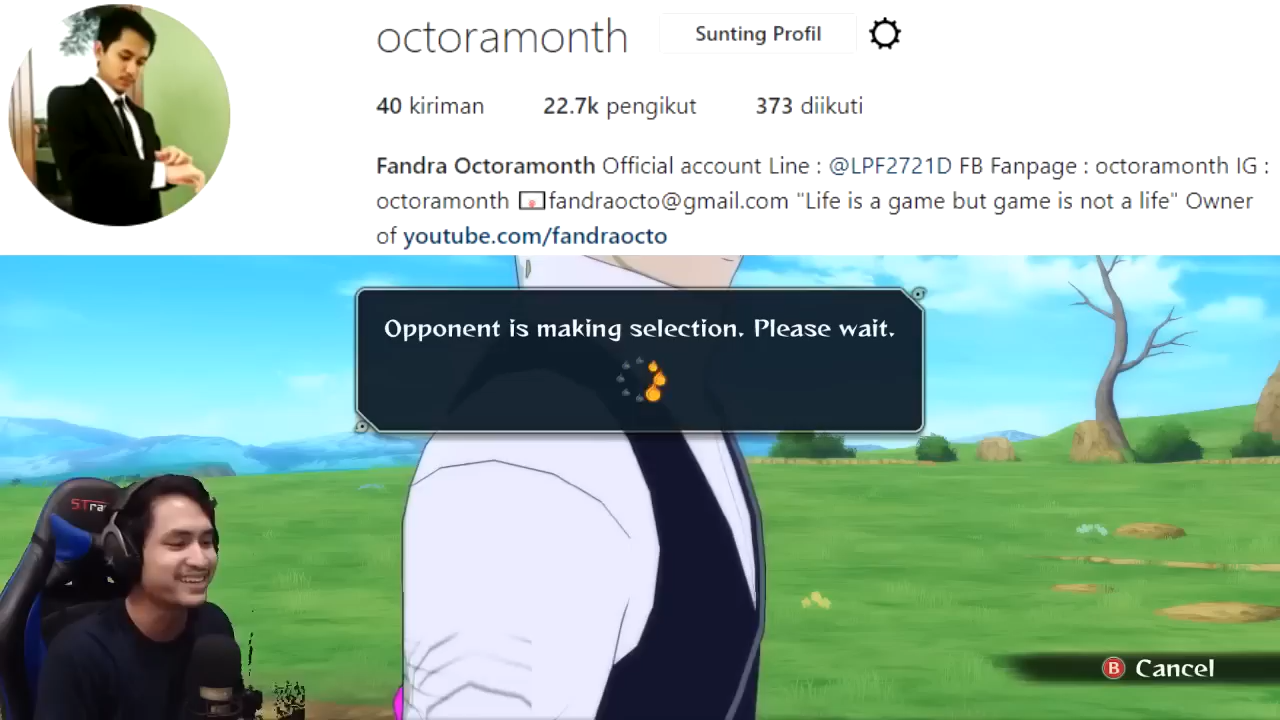 octoramonth
Sunting Profil
40 kiriman 22.7k pengikut 373 diikuti
Fandra Octoramonth Official account Line : @LPF2721D FB Fanpage : octoramonth IG :
octoramonth fandraocto@gmail.com "Life is a game but game is not a life" Owner
of youtube.com/fandraocto
Opponent is making selection. Please wait.
B Cancel